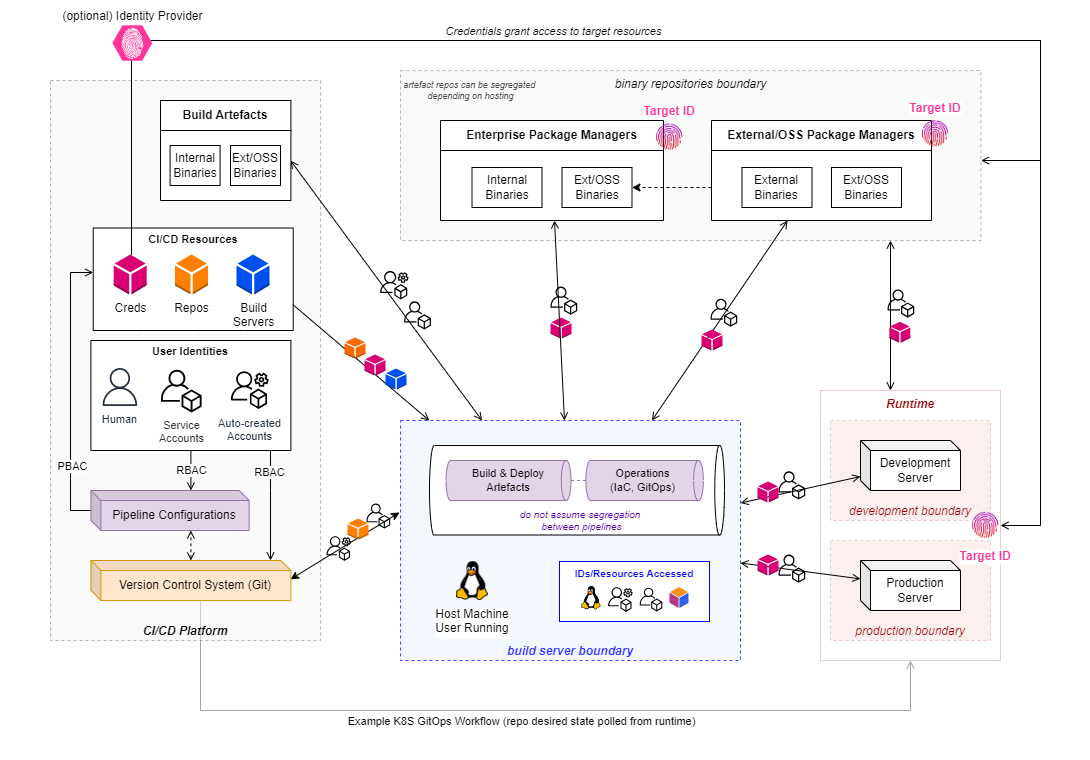 (optional) Identity Provider
Credentials grant access to target resources
artefact repos can be segregated
depending on hosting
binary repositories boundary
Target ID
Target ID
Build Artefacts
Internal
Binaries
Ext/OSS
Binaries
Enterprise Package Managers
Internal
Binaries
Ext/OSS
Binaries
External/OSS Package Managers
External
Binaries
Ext/OSS
Binaries
CI/CD Resources
Creds
Repos
Build
Servers
User Identities
Human
Service
Accounts
Auto-created
Accounts
PBAC
RBAC
RBAC
Pipeline Configurations
Version Control System (Git)
CI/CD Platform
Build & Deploy
Artefacts
Operations
(IaC, GitOps)
do not assume segregation
between pipelines
Host Machine
User Running
IDs/Resources Accessed
build server boundary
Runtime
Development
Server
development boundary
Target ID
Production
Server
production boundary
Example K8S GitOps Workflow (repo desired state polled from runtime)